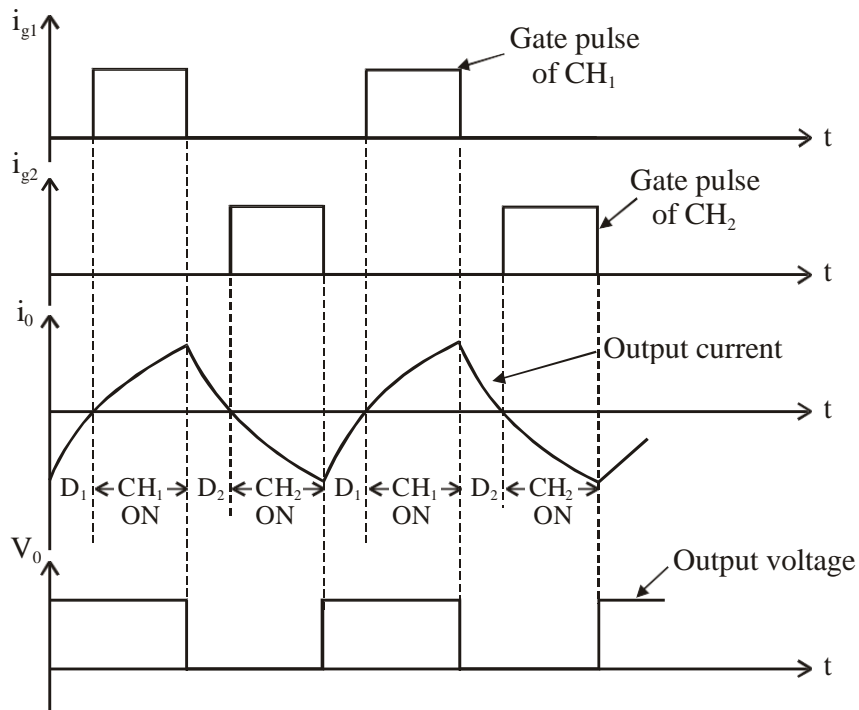 i_g1
Gate pulse
of CH₁
t
i_g2
Gate pulse
of CH₂
t
i₀
Output current
t
D₁ CH₁ D₂ CH₂ D₁ CH₁ D₂ CH₂
ON ON ON ON
V₀
Output voltage
t